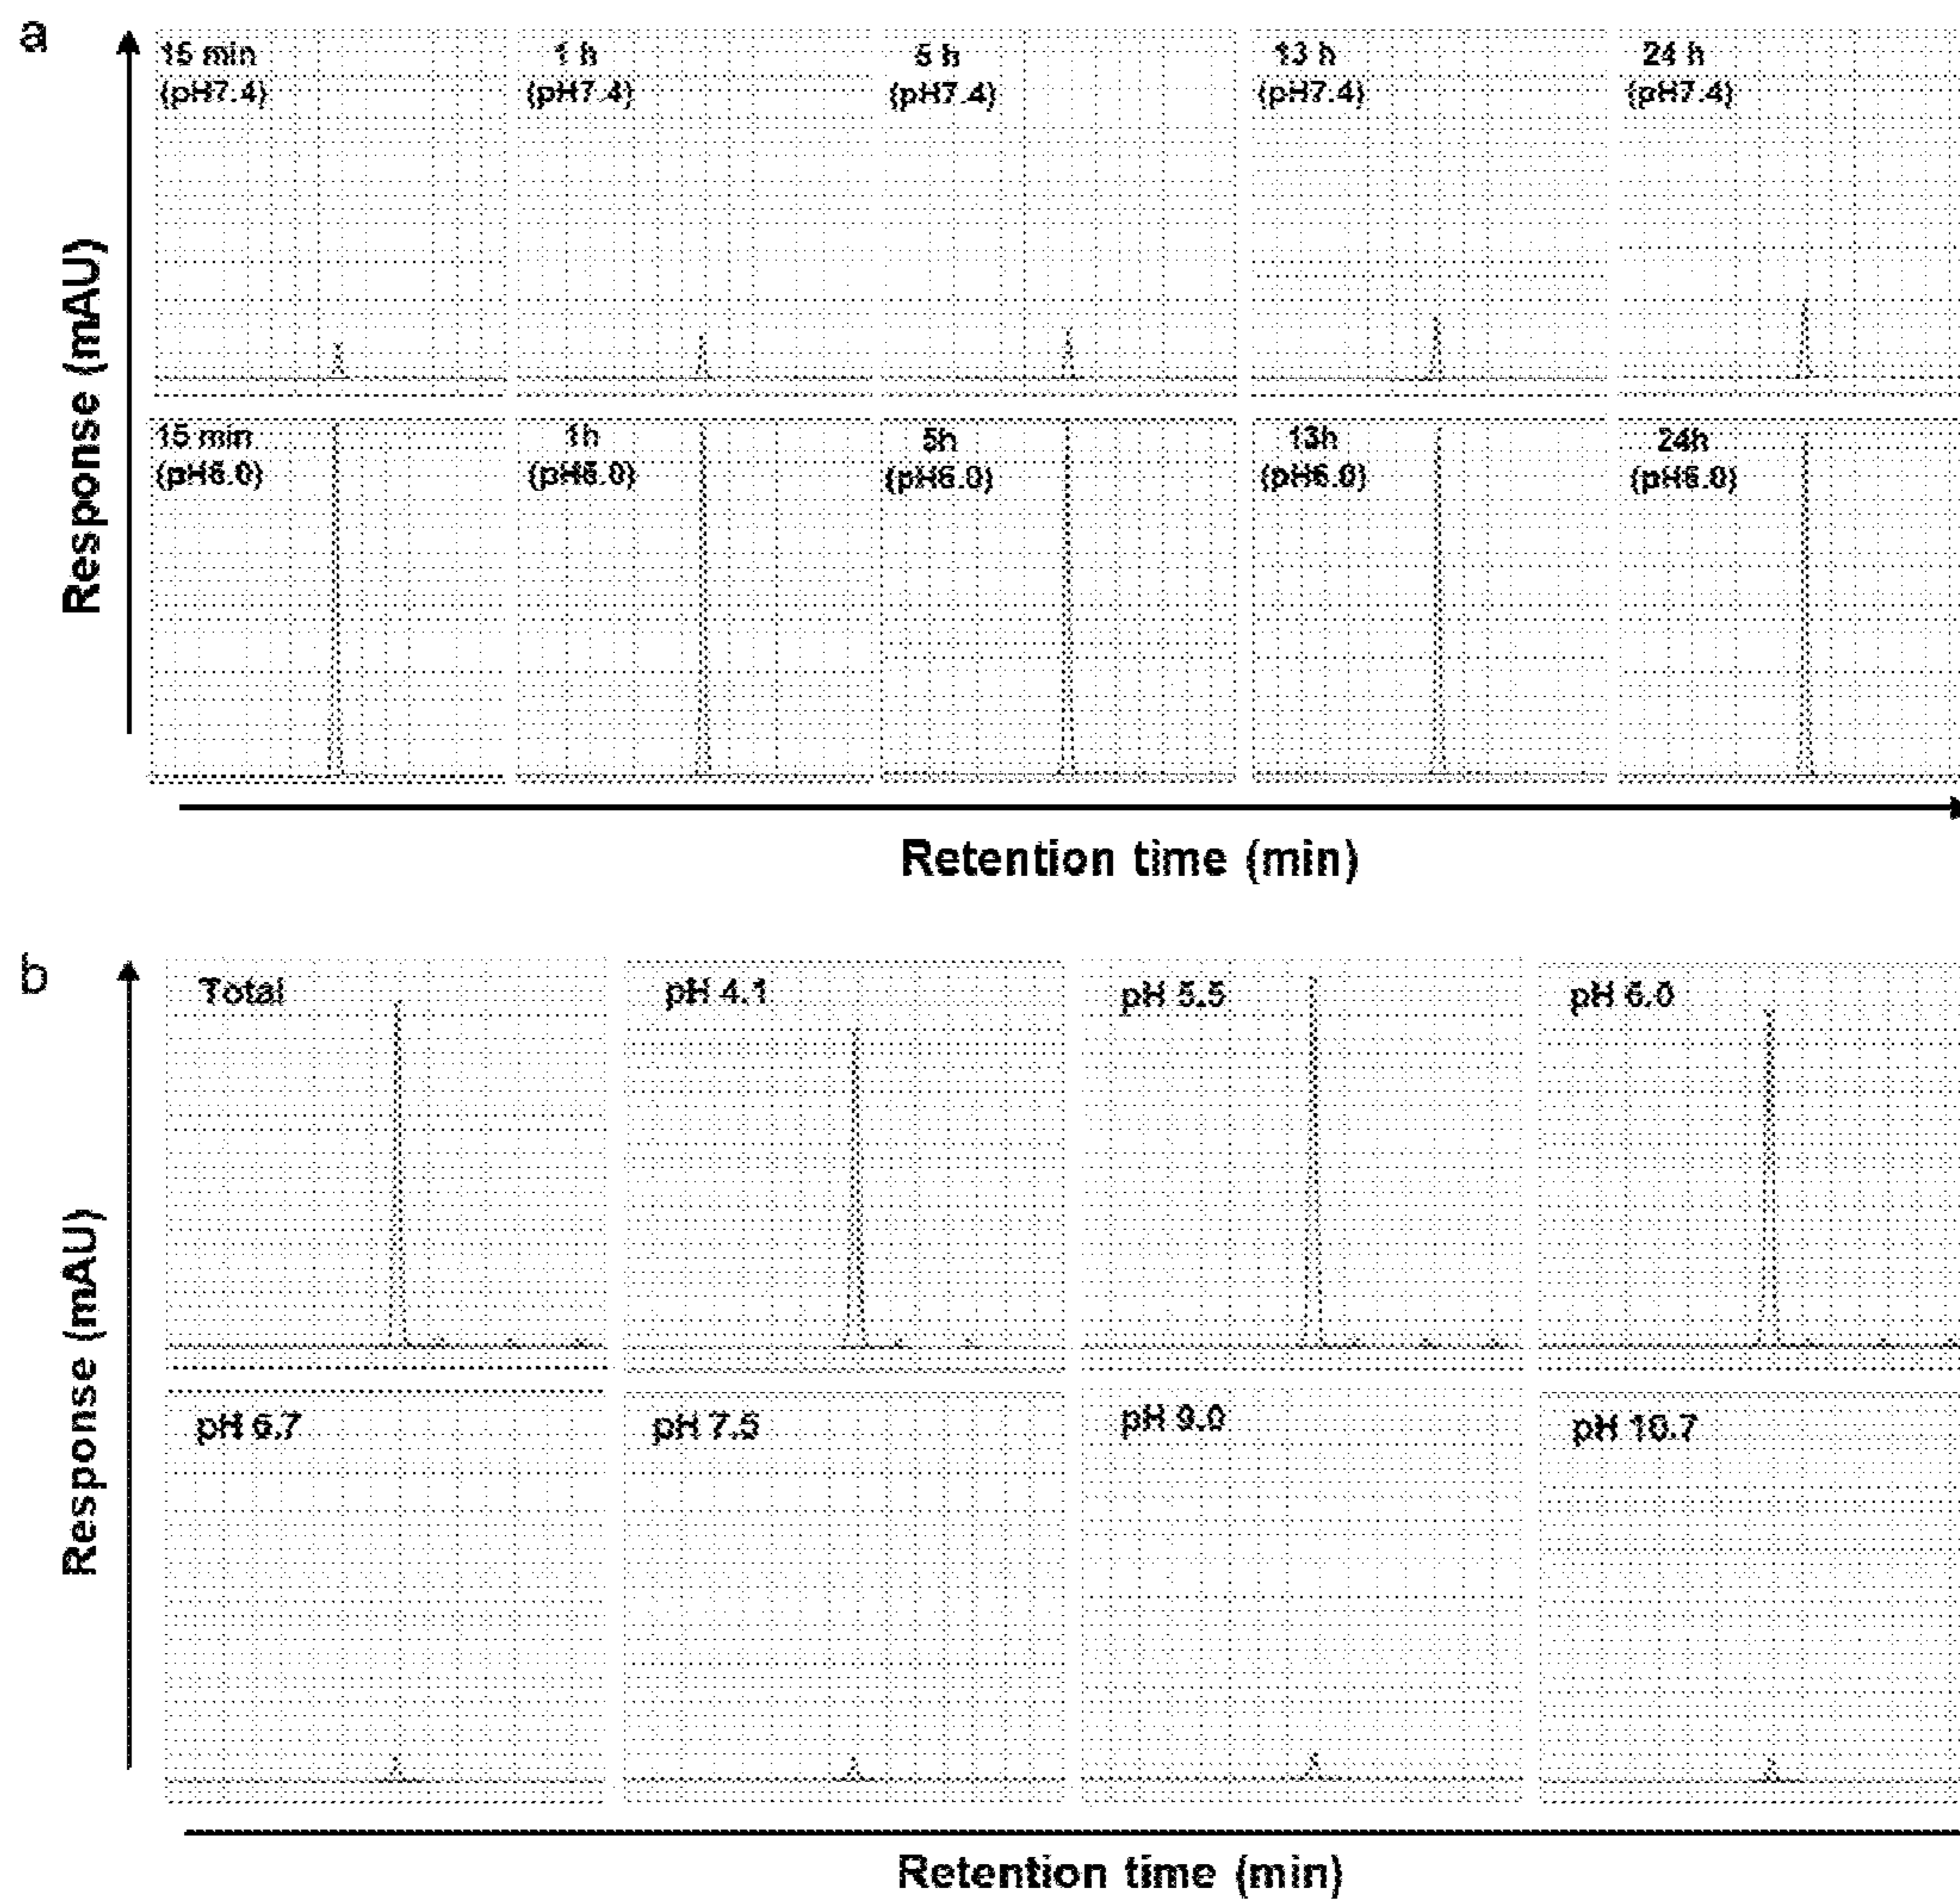 a
15 min
(pH7.4)
1 h
(pH7.4)
5 h
(pH7.4)
13 h
(pH7.4)
24 h
(pH7.4)
15 min
(pH6.0)
1h
(pH6.0)
5h
(pH6.0)
13h
(pH6.0)
24h
(pH6.0)
Response (mAU)
Retention time (min)
b
Total
pH 4.1
pH 5.5
pH 6.0
pH 6.7
pH 7.5
pH 9.0
pH 10.7
Response (mAU)
Retention time (min)